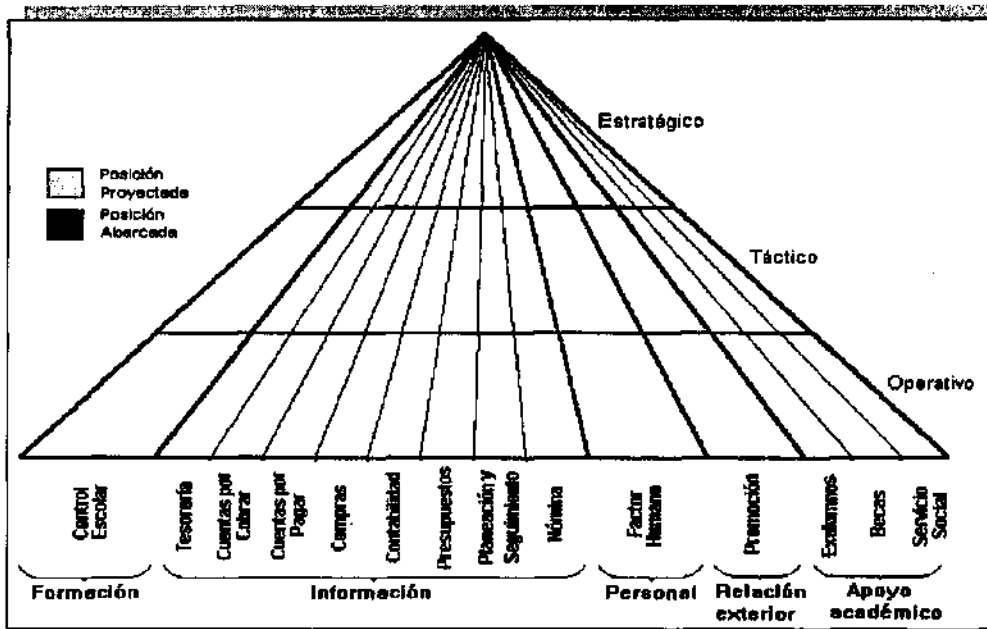 Estratégico
Posición
Proyectada
Posición
Abarcada
Táctico
Operativo
Control
Escolar
Tesorería
Cuentas por
Cobrar
Cuentas por
Pagar
Compras
Contabilidad
Presupuestos
Planeación y
Seguimiento
Nómina
Factor
Humano
Promoción
Exalumnos
Becas
Servicio
Social
Formación
Información
Personal
Relación
exterior
Apoyo
académico